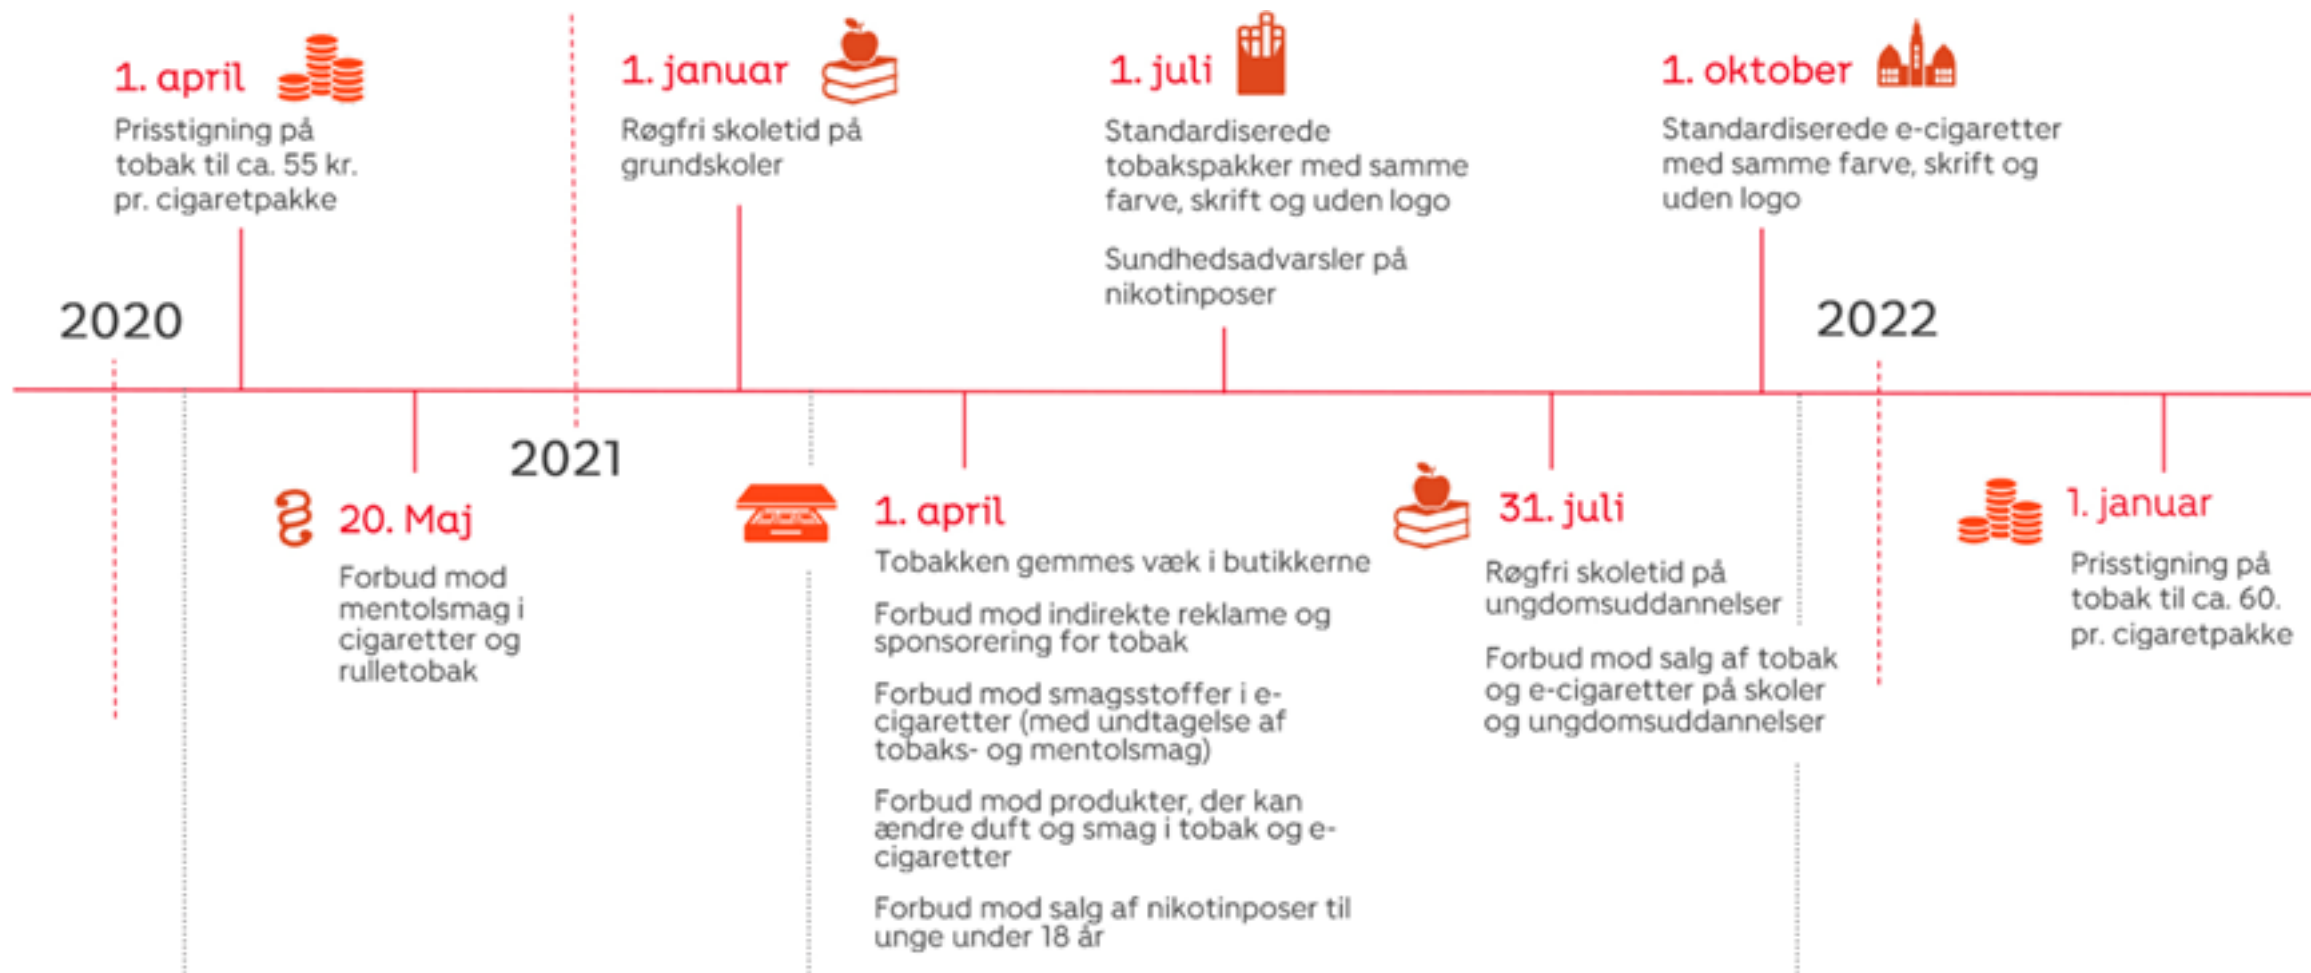 2020
1. april
Prisstigning på
tobak til ca. 55 kr.
pr. cigaretpakke
20. Maj
Forbud mod
mentolsmag i
cigaretter og
rulletobak
2021
1. januar
Røgfri skoletid på
grundskoler
1. april
Tobakken gemmes væk i butikkerne
Forbud mod indirekte reklame og
sponsorering for tobak
Forbud mod smagsstoffer i e-
cigaretter (med undtagelse af
tobaks- og mentolsmag)
Forbud mod produkter, der kan
ændre duft og smag i tobak og e-
cigaretter
Forbud mod salg af nikotinposer til
unge under 18 år
1. juli
Standardiserede
tobakspakker med samme
farve, skrift og uden logo
Sundhedsadvarsler på
nikotinposer
31. juli
Røgfri skoletid på
ungdomsuddannelser
Forbud mod salg af tobak
og e-cigaretter på skoler
og ungdomsuddannelser
1. oktober
Standardiserede e-cigaretter
med samme farve, skrift og
uden logo
2022
1. januar
Prisstigning på
tobak til ca. 60.
pr. cigaretpakke